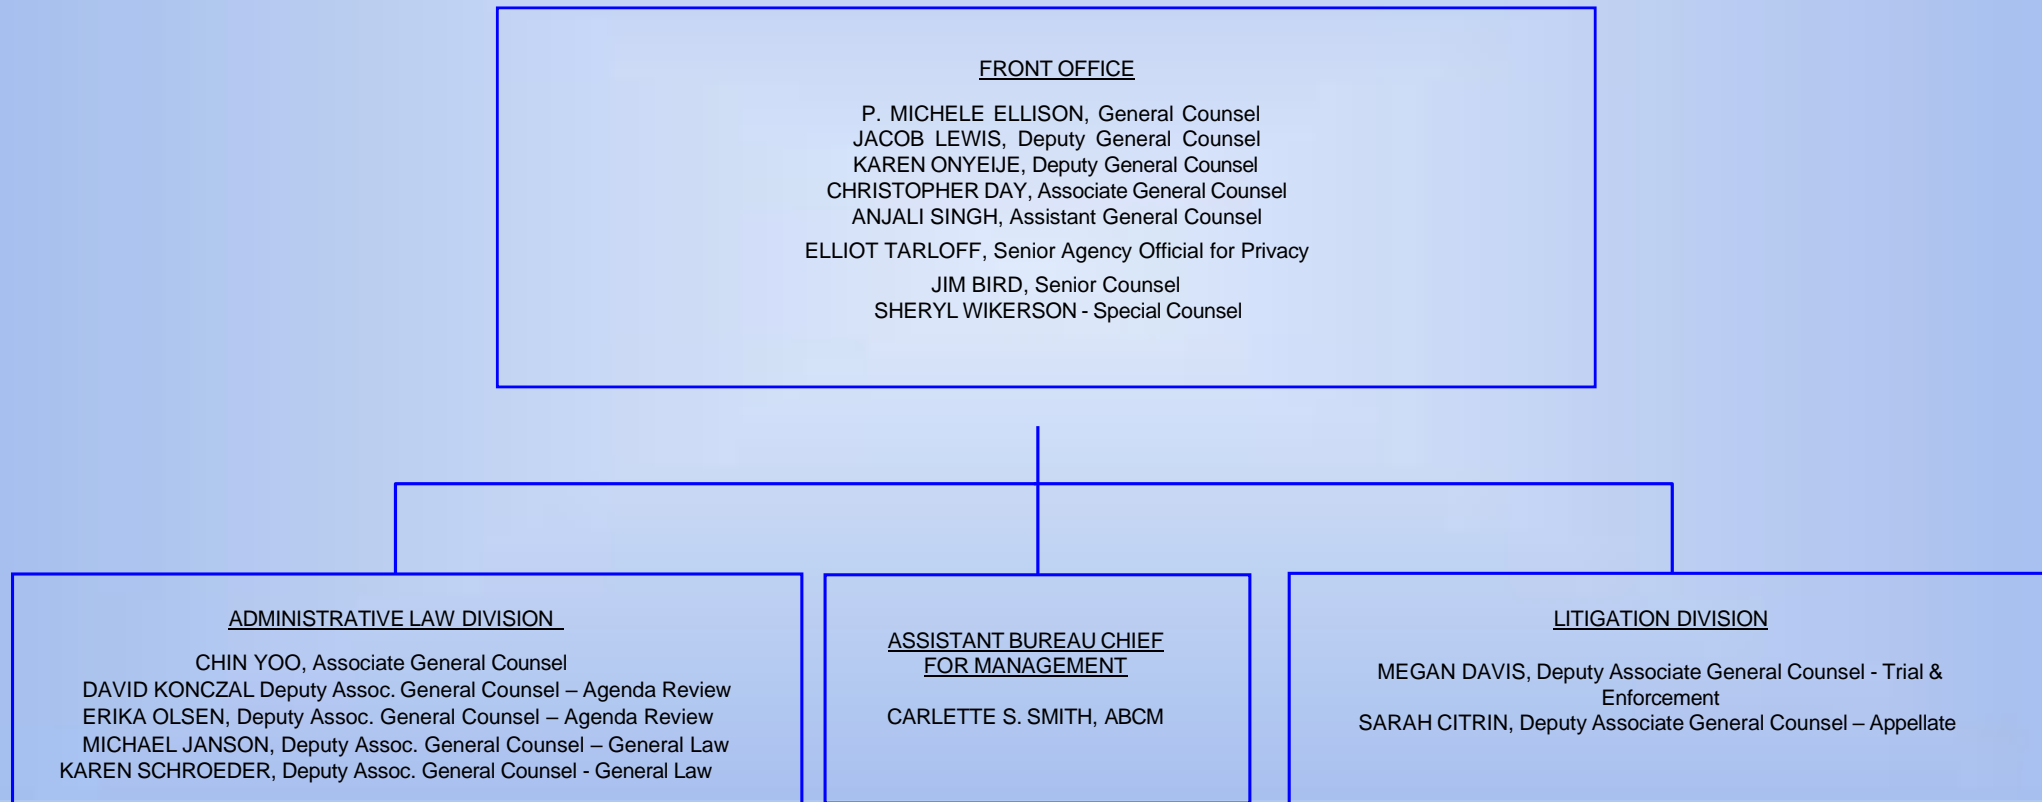 FRONT OFFICE
P. MICHELE ELLISON, General Counsel
JACOB LEWIS, Deputy General Counsel
KAREN ONYEIJE, Deputy General Counsel
CHRISTOPHER DAY, Associate General Counsel
ANJALI SINGH, Assistant General Counsel
ELLIOT TARLOFF, Senior Agency Official for Privacy
JIM BIRD, Senior Counsel
SHERYL WIKERSON - Special Counsel
ADMINISTRATIVE LAW DIVISION
CHIN YOO, Associate General Counsel
DAVID KONCZAL Deputy Assoc. General Counsel – Agenda Review
ERIKA OLSEN, Deputy Assoc. General Counsel – Agenda Review
MICHAEL JANSON, Deputy Assoc. General Counsel – General Law
KAREN SCHROEDER, Deputy Assoc. General Counsel - General Law
ASSISTANT BUREAU CHIEF
FOR MANAGEMENT
CARLETTE S. SMITH, ABCM
LITIGATION DIVISION
MEGAN DAVIS, Deputy Associate General Counsel - Trial &
Enforcement
SARAH CITRIN, Deputy Associate General Counsel – Appellate